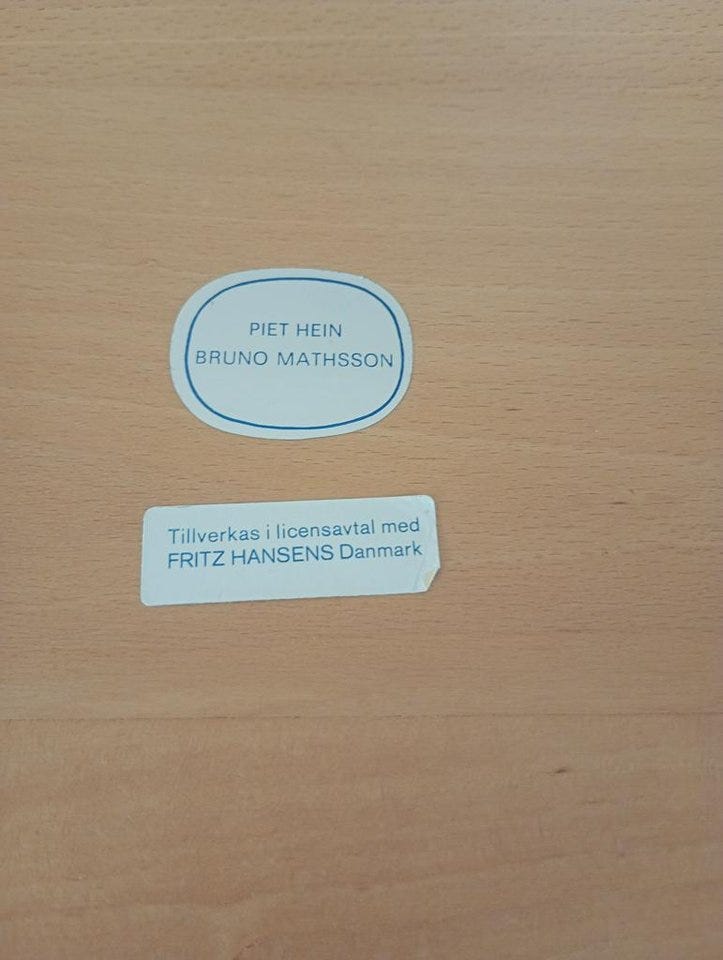 PIET HEIN
BRUNO MATHSSON
Tillverkas i licensavtal med
FRITZ HANSENS Danmark